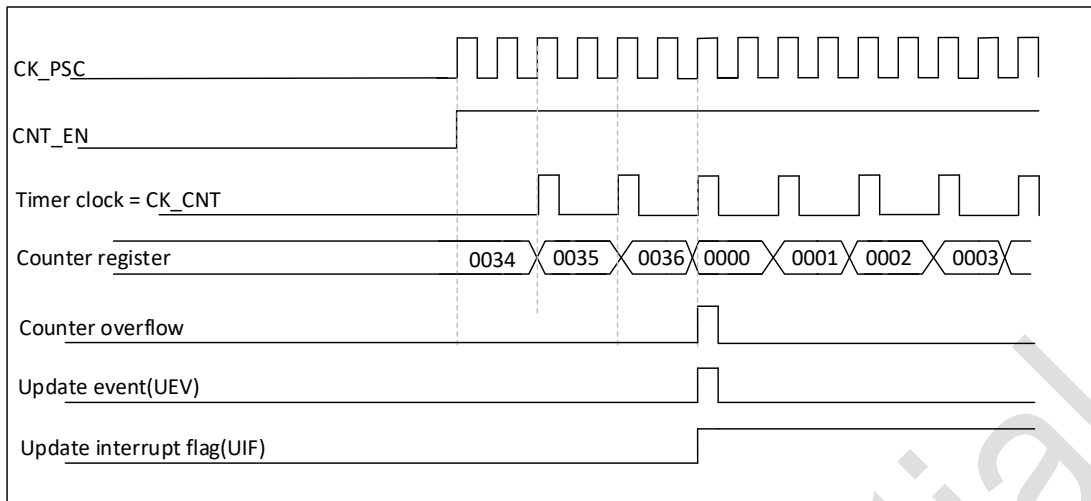 CK_PSC
CNT_EN
Timer clock = CK_CNT
Counter register 0034 0035 0036 0000 0001 0002 0003
Counter overflow
Update event(UEV)
Update interrupt flag(UIF)